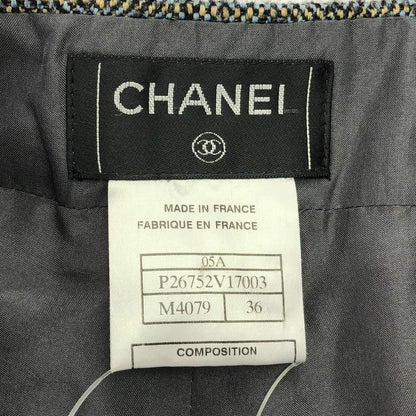 CHANEL
MADE IN FRANCE
FABRIQUE EN FRANCE
05A
P26752V17003
M4079 36
COMPOSITION